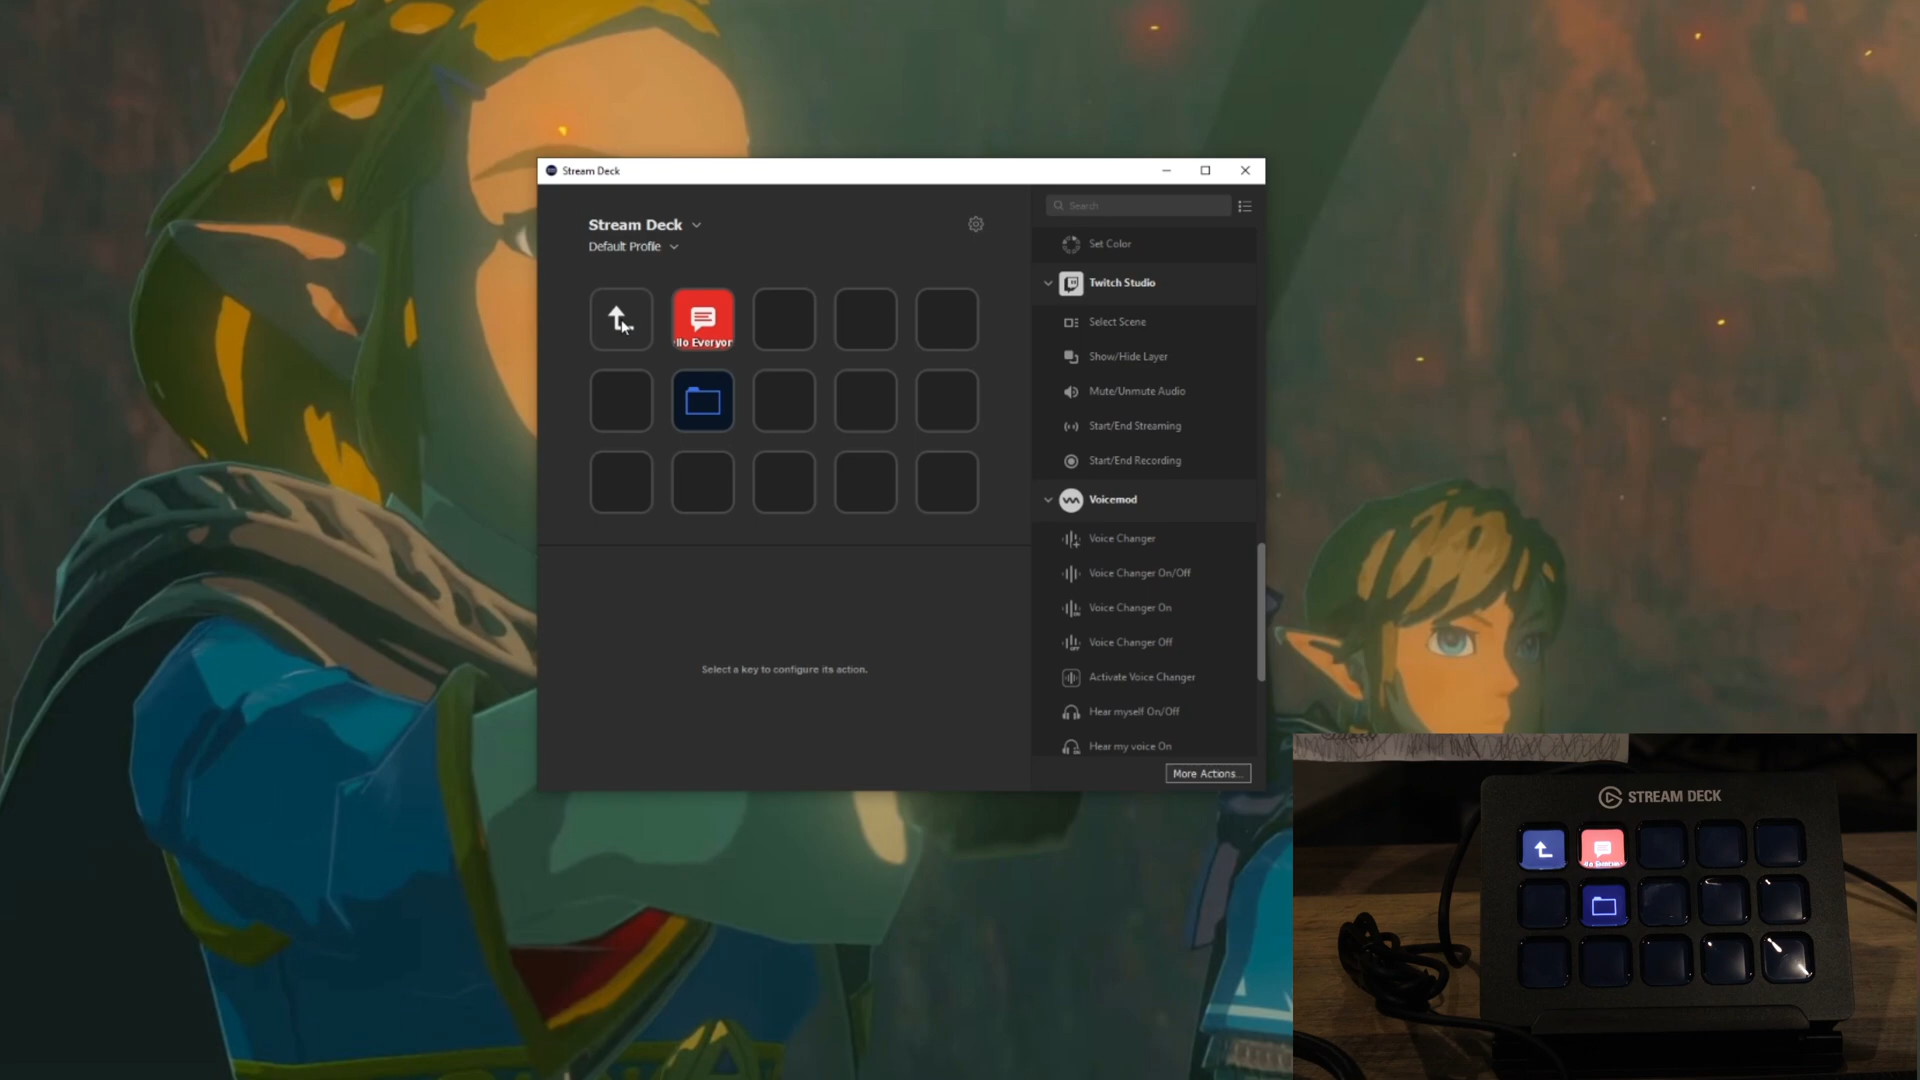 Stream Deck
Stream Deck
Default Profile
llo Everyor
Select a key to configure its action.
Search
Set Color
Twitch Studio
Select Scene
Show/Hide Layer
Mute/Unmute Audio
Start/End Streaming
Start/End Recording
Voicemod
Voice Changer
Voice Changer On/Off
Voice Changer On
Voice Changer Off
Activate Voice Changer
Hear myself On/Off
Hear my voice On
More Actions...
STREAM DECK